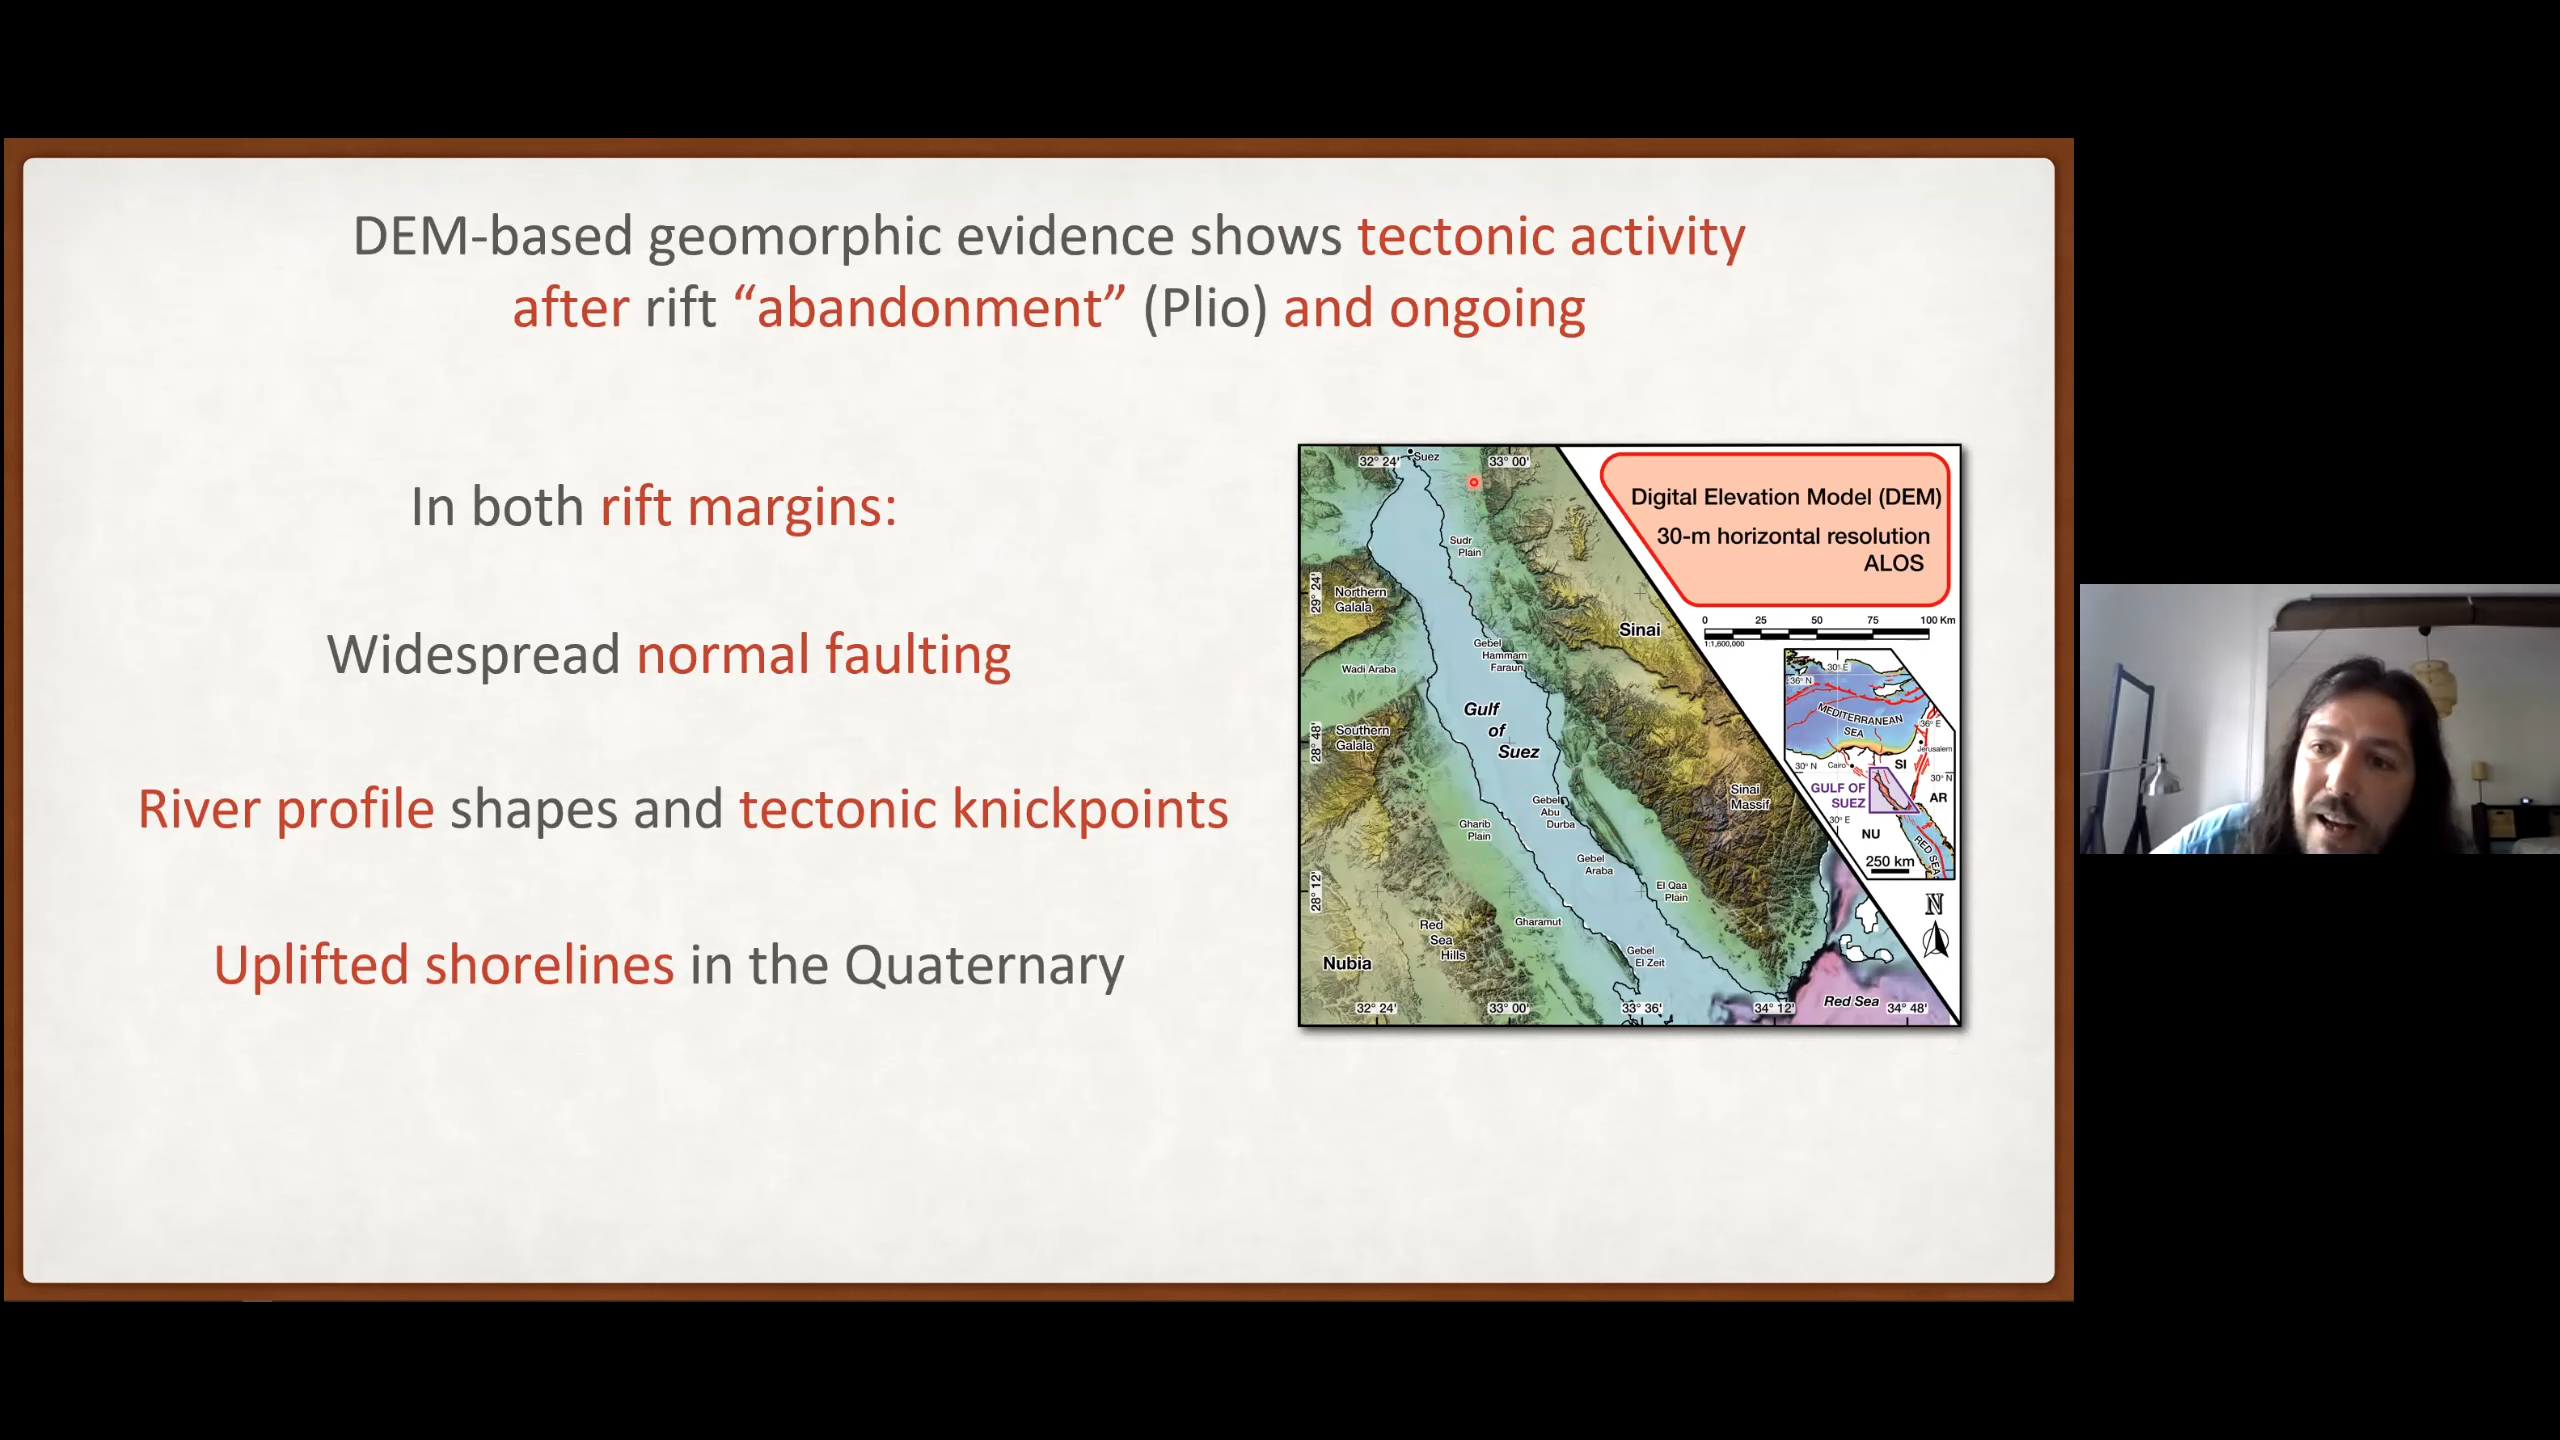 DEM-based geomorphic evidence shows tectonic activity
after rift “abandonment” (Plio) and ongoing
In both rift margins:
Widespread normal faulting
River profile shapes and tectonic knickpoints
Uplifted shorelines in the Quaternary
32° 24'
Suez
33° 00'
Digital Elevation Model (DEM)
30-m horizontal resolution
ALOS
Sudr
Plain
29° 24'
Northern
Galala
Sinai
0 25 50 75 100 Km
1:1,600,000
Gebel
Hammam
Faraun
Wadi Araba
Gulf
of
Suez
28° 48'
Southern
Galala
Sinai
Massif
Gebel
Abu
Durba
Gharib
Plain
Gebel
Araba
El Qaa
Plain
28° 12'
Red
Sea
Hills
Gharamut
Gebel
El Zeit
Nubia
Red Sea
32° 24'
33° 00'
33° 36'
34° 12'
34° 48'
30° E
36° N
MEDITERRANEAN
SEA
36° E
Jerusalem
30° N
Cairo
SI
30° N
GULF OF
SUEZ
AR
30° E
NU
RED SEA
250 km
N